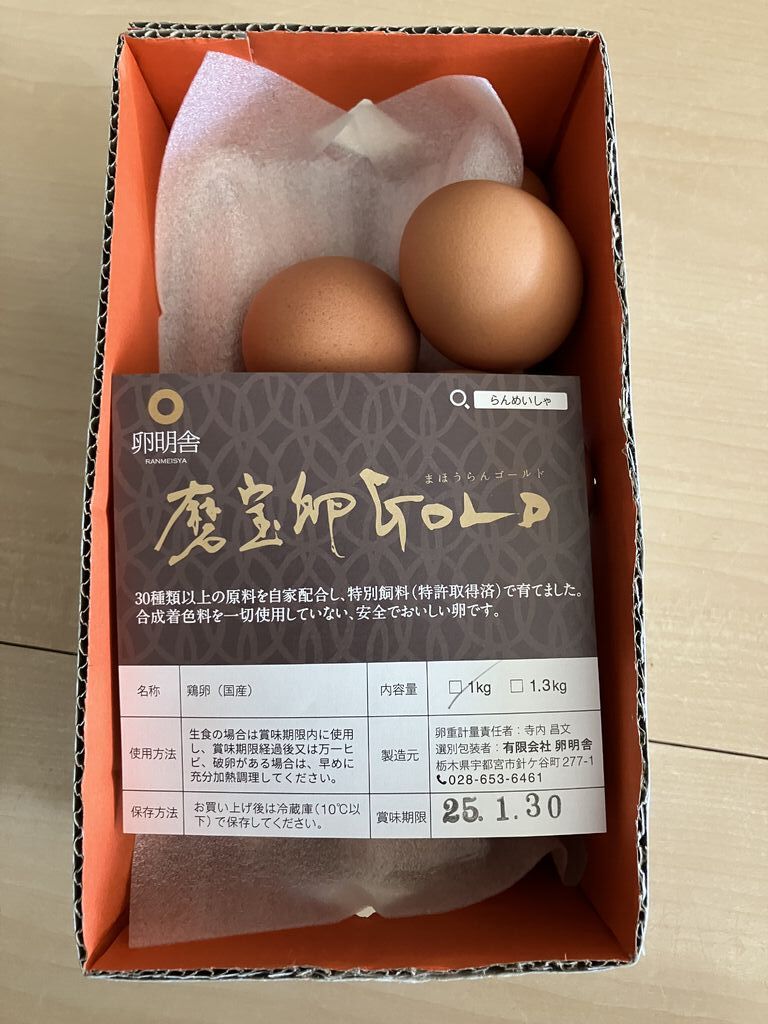 卵明舎
RANMEISYA
らんめいしゃ
まほうらんゴールド
磨宝卵GOLD
30種類以上の原料を自家配合し、特別飼料(特許取得済)で育てました。
合成着色料を一切使用していない、安全でおいしい卵です。
名称
鶏卵(国産)
内容量
□ 1kg □ 1.3kg
使用方法
生食の場合は賞味期限内に使用
し、賞味期限経過後又は万一ヒ
ビ、破卵がある場合は、早めに
充分加熱調理してください。
製造元
卵重計量責任者:寺内 昌文
選別包装者:有限会社 卵明舎
栃木県宇都宮市針ケ谷町277-1
028-653-6461
保存方法
お買い上げ後は冷蔵庫(10℃以
下)で保存してください。
賞味期限
25.1.30